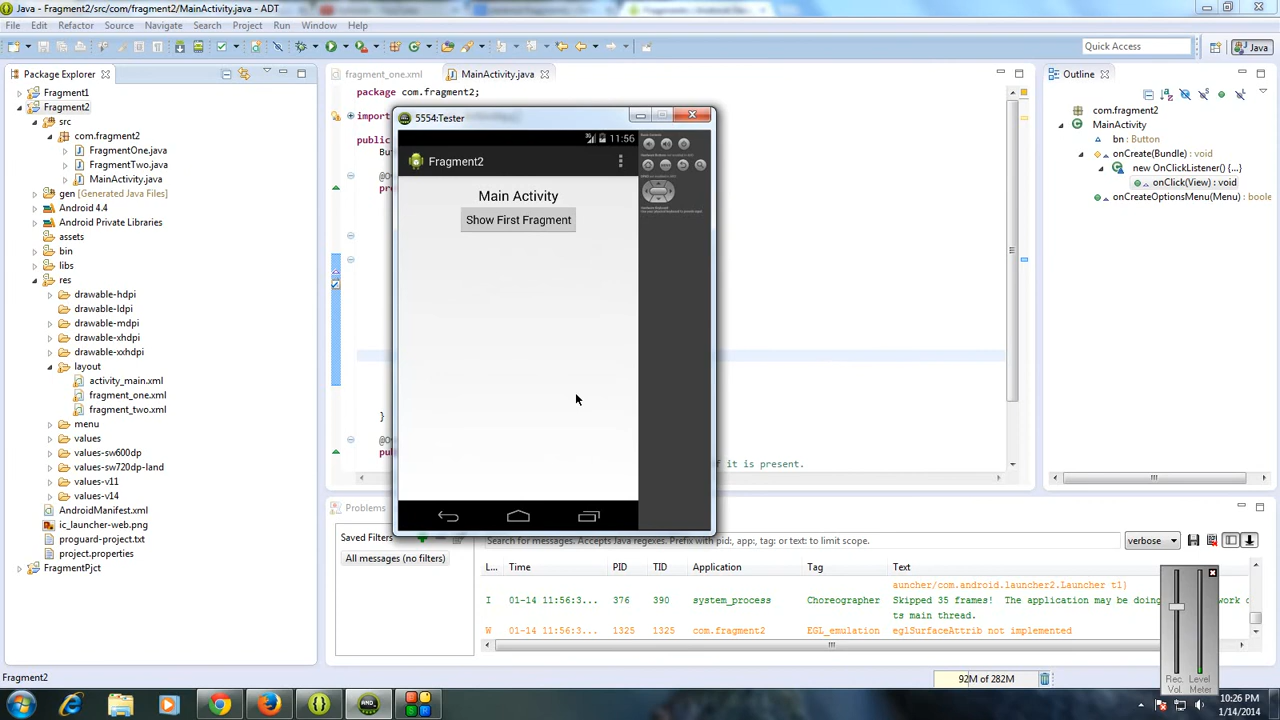 Java - Fragment2/src/com/fragment2/MainActivity.java - ADT
File Edit Refactor Source Navigate Search Project Run Window Help
Quick Access
Java
Package Explorer
Fragment1
Fragment2
src
com.fragment2
FragmentOne.java
FragmentTwo.java
MainActivity.java
gen [Generated Java Files]
Android 4.4
Android Private Libraries
assets
bin
libs
res
drawable-hdpi
drawable-ldpi
drawable-mdpi
drawable-xhdpi
drawable-xxhdpi
layout
activity_main.xml
fragment_one.xml
fragment_two.xml
menu
values
values-sw600dp
values-sw720dp-land
values-v11
values-v14
AndroidManifest.xml
ic_launcher-web.png
proguard-project.txt
project.properties
FragmentPjct
fragment_one.xml
MainActivity.java
package com.fragment2;
import
public
But
@O
pr
}
@O
pu
f it is present.
5554:Tester
11:56
Fragment2
Main Activity
Show First Fragment
Outline
com.fragment2
MainActivity
bn : Button
onCreate(Bundle) : void
new OnClickListener() {...}
onClick(View) : void
onCreateOptionsMenu(Menu) : boole
Problems
Saved Filters
All messages (no filters)
Search for messages. Accepts Java regexes. Prefix with pid:, app:, tag: or text: to limit scope.
verbose
L... Time PID TID Application Tag Text
auncher/com.android.launcher2.Launcher t1}
I 01-14 11:56:3... 376 390 system_process Choreographer Skipped 35 frames! The application may be doing
work o
ts main thread.
W 01-14 11:56:3... 1325 1325 com.fragment2 EGL_emulation eglSurfaceAttrib not implemented
Rec. Vol.
Level Meter
Fragment2
92M of 282M
10:26 PM
1/14/2014